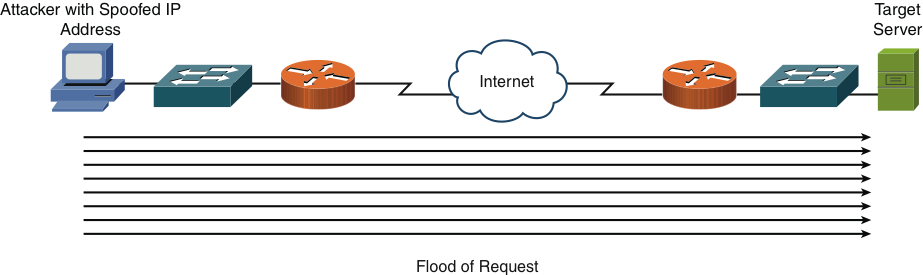 Attacker with Spoofed IP
Address
Target
Server
Internet
Flood of Request